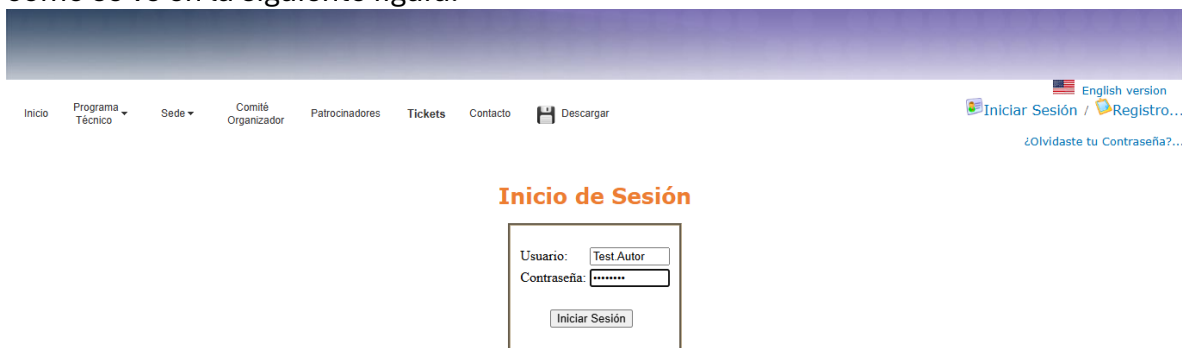 English version
Inicio Programa Técnico Sede Comité Organizador Patrocinadores Tickets Contacto Descargar
Iniciar Sesión / Registro...
¿Olvidaste tu Contraseña?...
Inicio de Sesión
Usuario: Test.Autor
Contraseña: ••••••••
Iniciar Sesión